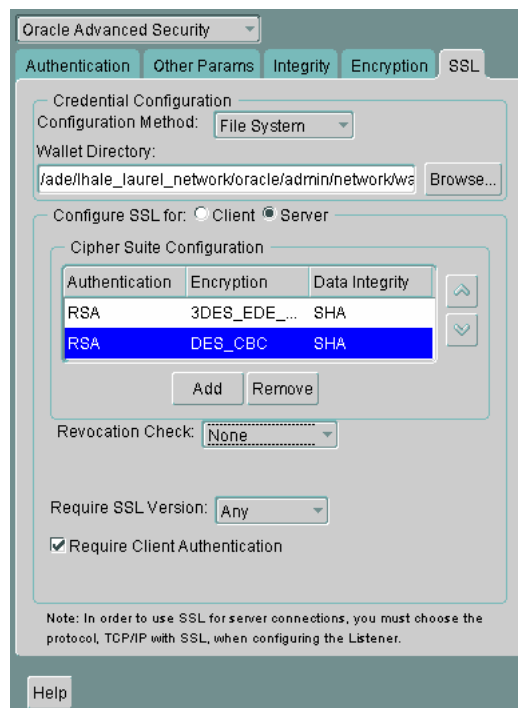 Oracle Advanced Security
Authentication Other Params Integrity Encryption SSL
Credential Configuration
Configuration Method: File System
Wallet Directory:
/ade/lhale_laurel_network/oracle/admin/network/wa Browse...
Configure SSL for: Client Server
Cipher Suite Configuration
Authentication Encryption Data Integrity
RSA 3DES_EDE_... SHA
RSA DES_CBC SHA
Add Remove
Revocation Check: None
Require SSL Version: Any
Require Client Authentication
Note: In order to use SSL for server connections, you must choose the
protocol, TCP/IP with SSL, when configuring the Listener.
Help